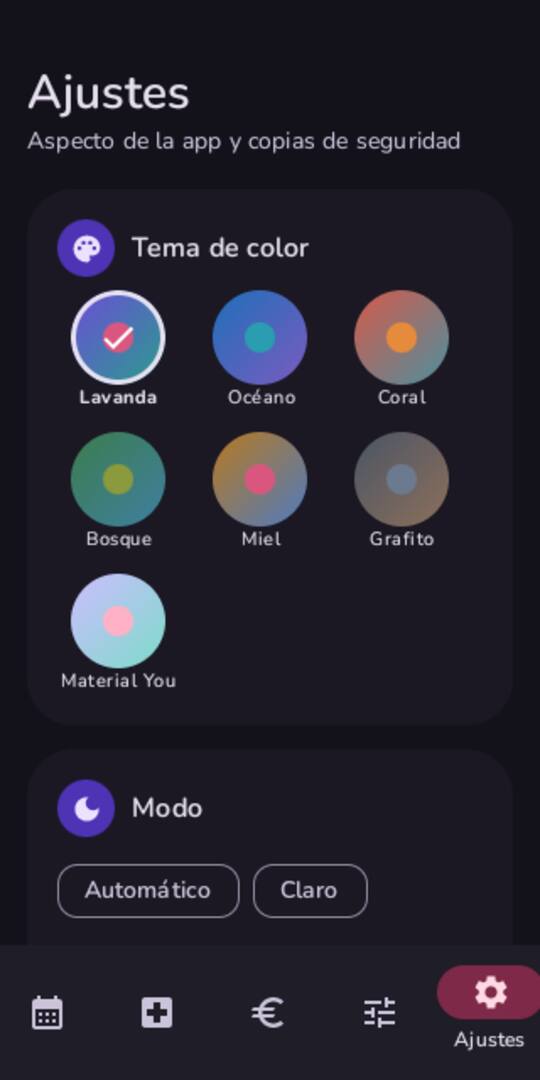 Ajustes
Aspecto de la app y copias de seguridad
Tema de color
Lavanda Océano Coral
Bosque Miel Grafito
Material You
Modo
Automático Claro
Ajustes